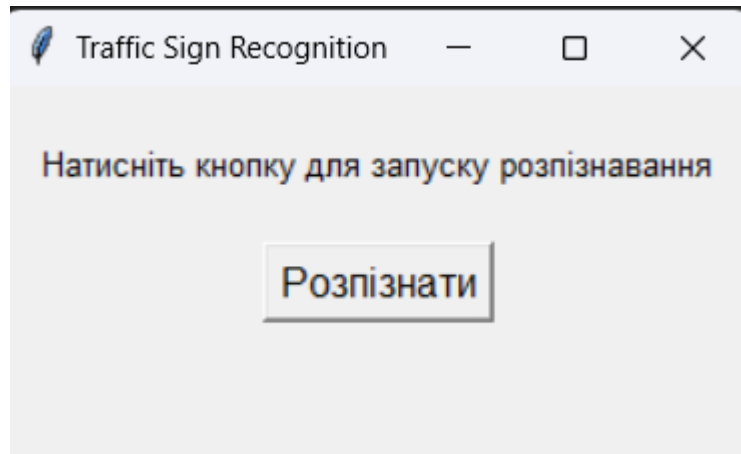 Traffic Sign Recognition
Натисніть кнопку для запуску розпізнавання
Розпізнати